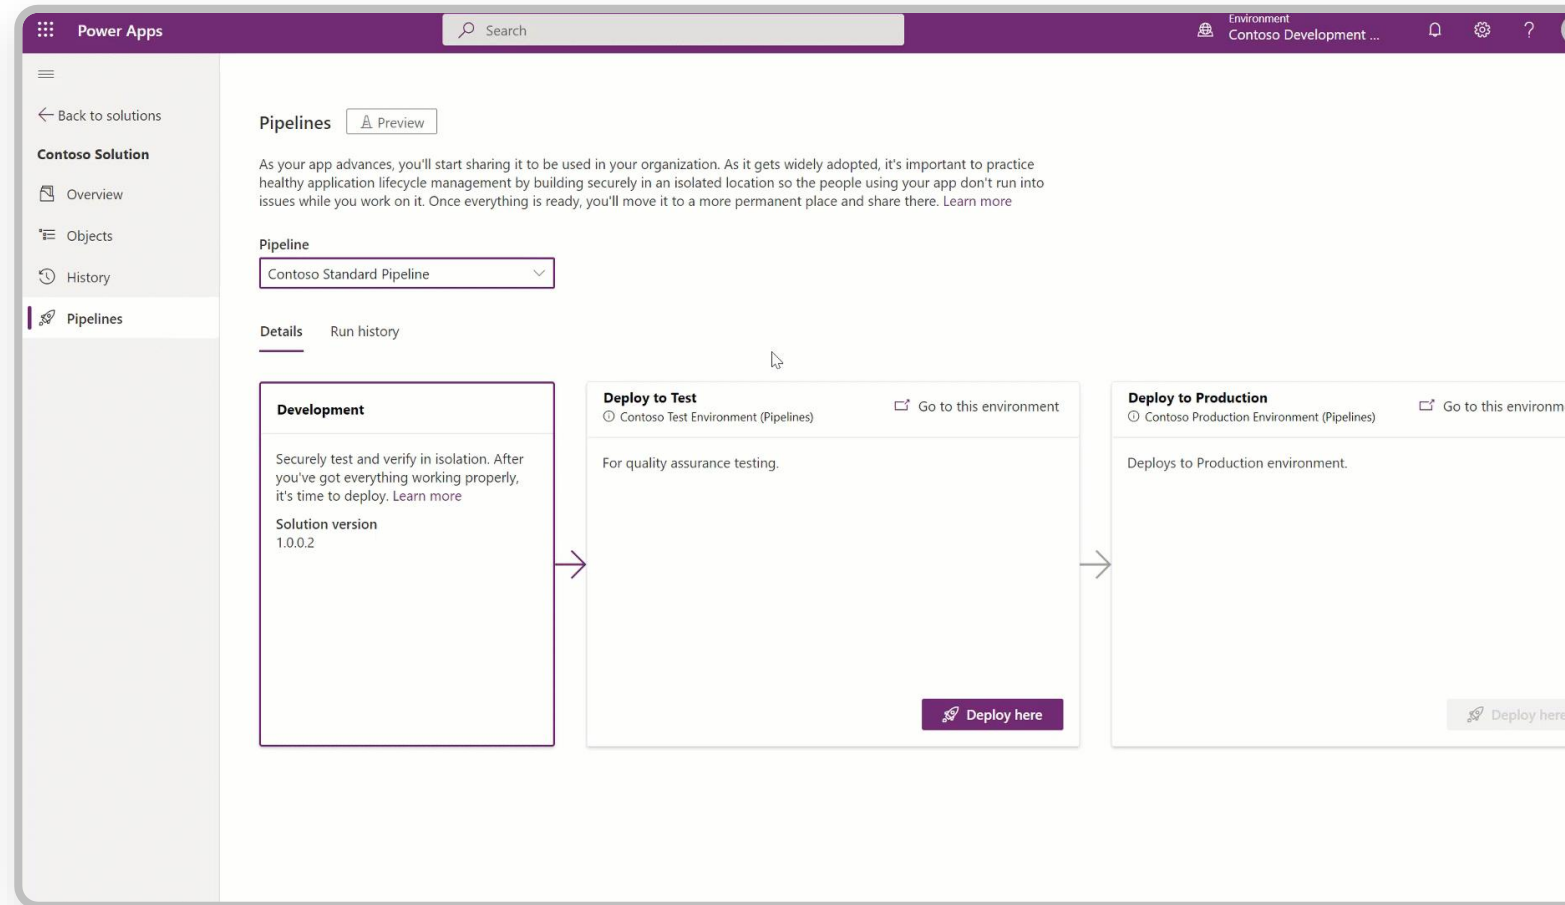 Power Apps
Search
Environment
Contoso Development ...
?
Back to solutions
Contoso Solution
Overview
Objects
History
Pipelines
Pipelines
Preview
As your app advances, you'll start sharing it to be used in your organization. As it gets widely adopted, it's important to practice
healthy application lifecycle management by building securely in an isolated location so the people using your app don't run into
issues while you work on it. Once everything is ready, you'll move it to a more permanent place and share there. Learn more
Pipeline
Contoso Standard Pipeline
Details
Run history
Development
Securely test and verify in isolation. After
you've got everything working properly,
it's time to deploy. Learn more
Solution version
1.0.0.2
Deploy to Test
Contoso Test Environment (Pipelines)
Go to this environment
For quality assurance testing.
Deploy here
Deploy to Production
Contoso Production Environment (Pipelines)
Go to this environm
Deploys to Production environment.
Deploy here